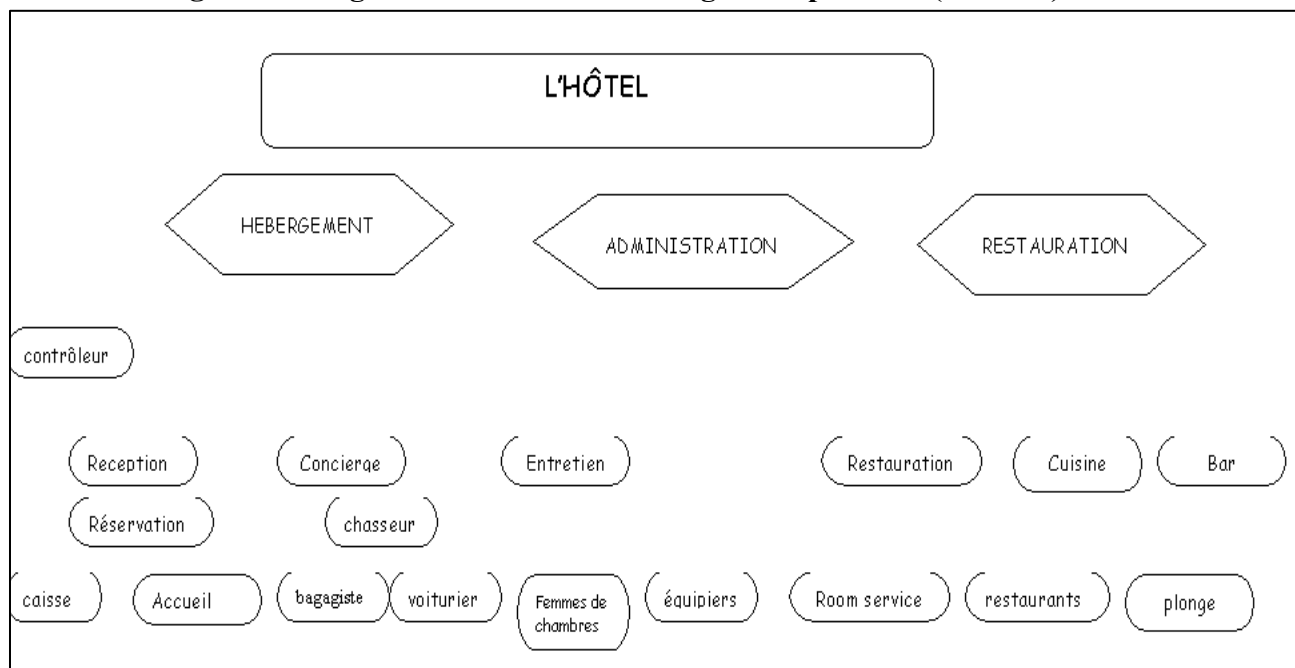 L'HÔTEL
HEBERGEMENT
ADMINISTRATION
RESTAURATION
contrôleur
Reception
Concierge
Entretien
Restauration
Cuisine
Bar
Réservation
chasseur
caisse
Accueil
bagagiste
voiturier
Femmes de
chambres
équipiers
Room service
restaurants
plonge